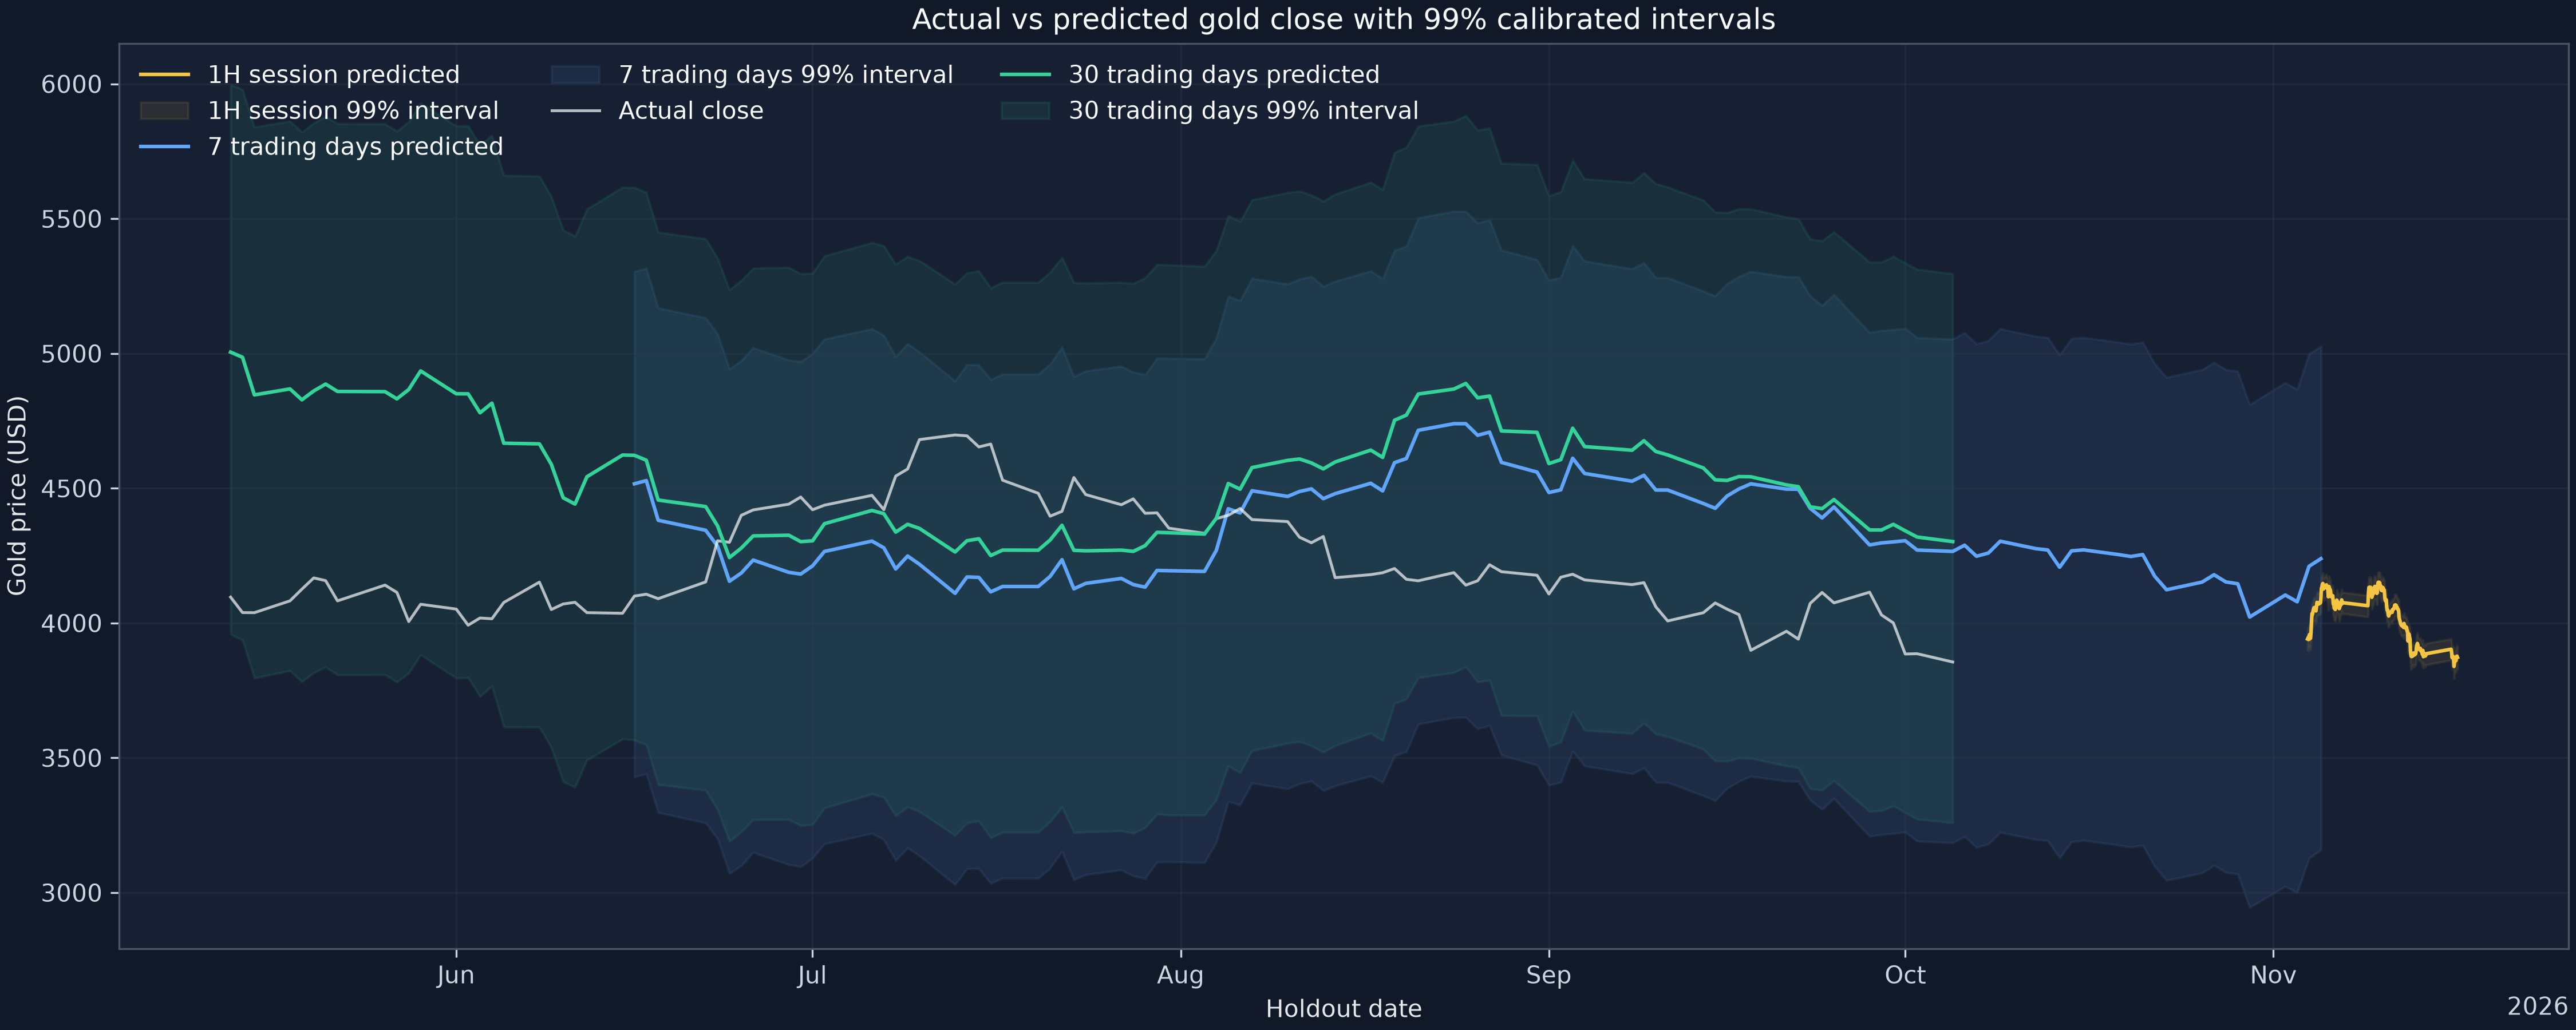 Actual vs predicted gold close with 99% calibrated intervals
1H session predicted
1H session 99% interval
7 trading days predicted
7 trading days 99% interval
Actual close
30 trading days predicted
30 trading days 99% interval
Gold price (USD)
6000
5500
5000
4500
4000
3500
3000
Jun
Jul
Aug
Sep
Oct
Nov
2026
Holdout date